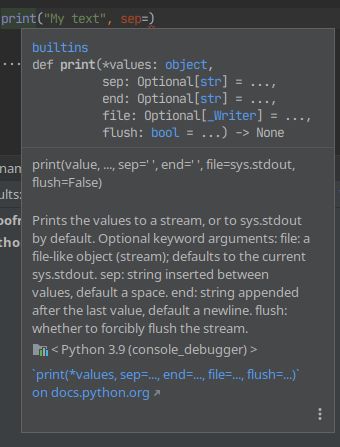 print("My text", sep=)
builtins
def print(*values: object,
sep: Optional[str] = ...,
end: Optional[str] = ...,
file: Optional[_Writer] = ...,
flush: bool = ...) -> None
print(value, ..., sep=' ', end=' ', file=sys.stdout,
flush=False)
Prints the values to a stream, or to sys.stdout
by default. Optional keyword arguments: file: a
file-like object (stream); defaults to the current
sys.stdout. sep: string inserted between
values, default a space. end: string appended
after the last value, default a newline. flush:
whether to forcibly flush the stream.
< Python 3.9 (console_debugger) >
`print(*values, sep=..., end=..., file=..., flush=...)`
on docs.python.org ↗